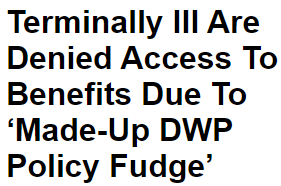 Terminally Ill Are
Denied Access To
Benefits Due To
‘Made-Up DWP
Policy Fudge’